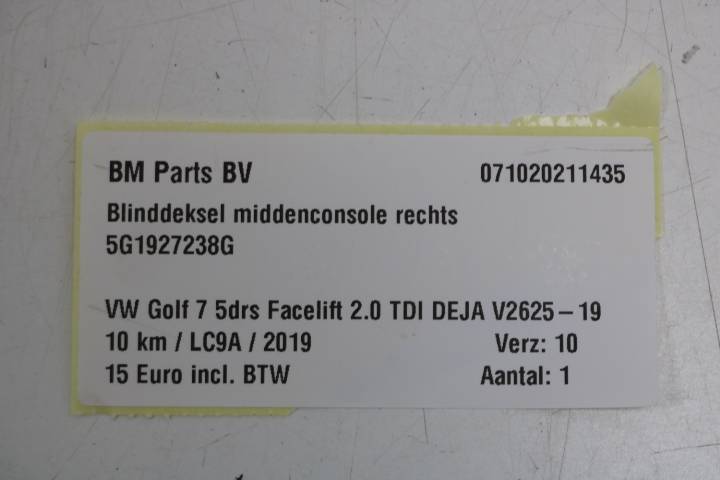 BM Parts BV 071020211435
Blinddeksel middenconsole rechts
5G1927238G
VW Golf 7 5drs Facelift 2.0 TDI DEJA V2625-19
10 km / LC9A / 2019 Verz: 10
15 Euro incl. BTW Aantal: 1